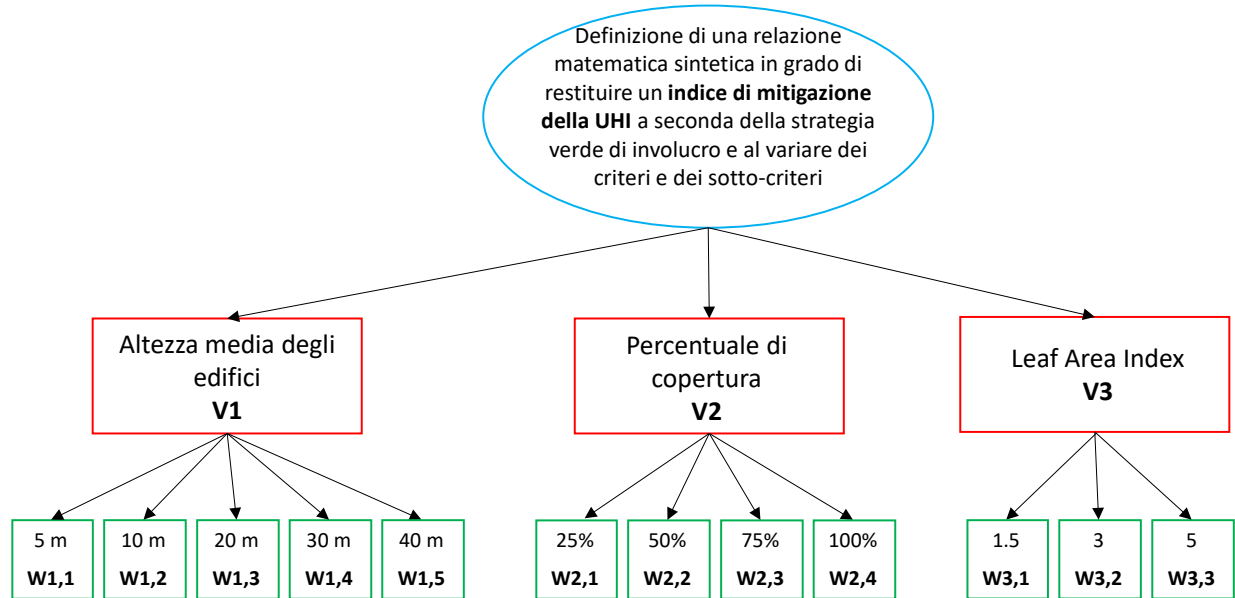 Definizione di una relazione
matematica sintetica in grado di
restituire un indice di mitigazione
della UHI a seconda della strategia
verde di involucro e al variare dei
criteri e dei sotto-criteri
Altezza media degli
edifici
V1
Percentuale di
copertura
V2
Leaf Area Index
V3
5 m
W1,1
10 m
W1,2
20 m
W1,3
30 m
W1,4
40 m
W1,5
25%
W2,1
50%
W2,2
75%
W2,3
100%
W2,4
1.5
W3,1
3
W3,2
5
W3,3